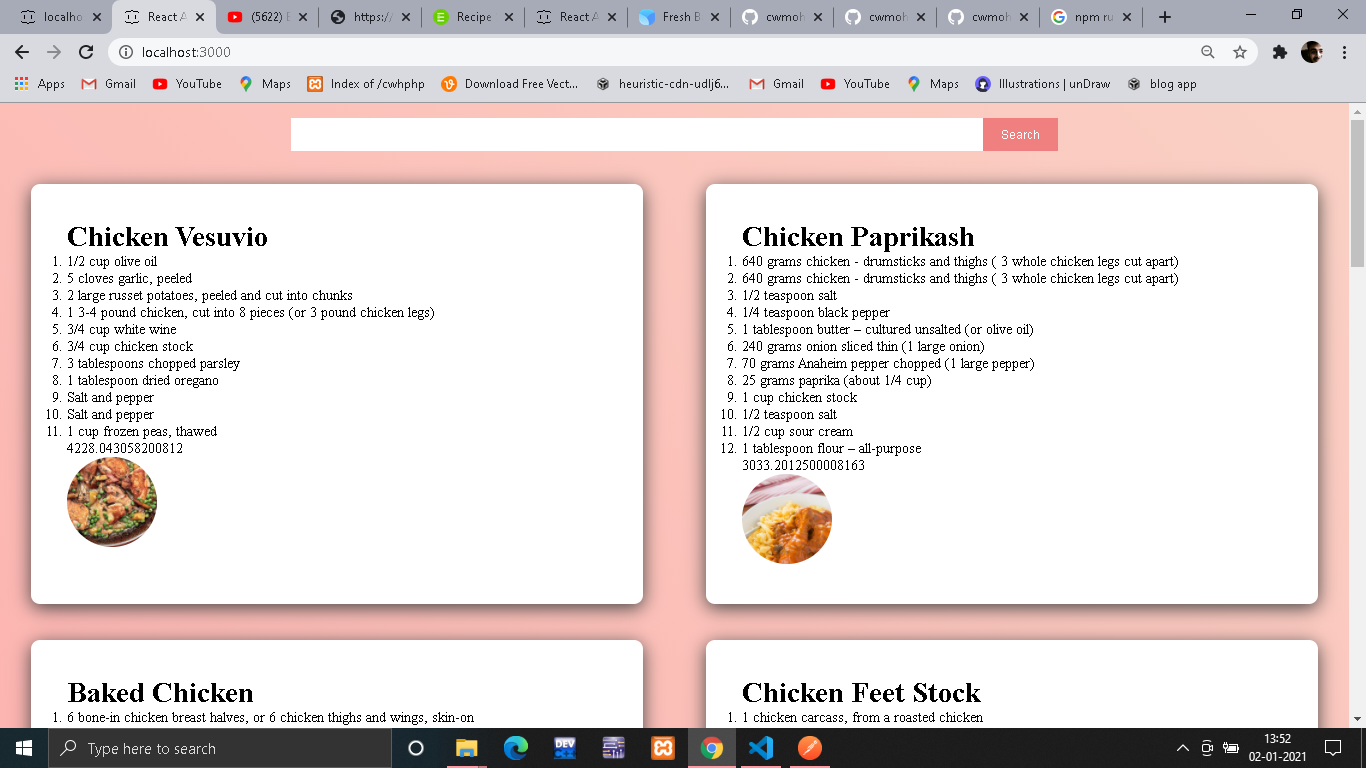 localho
React A
(5622) E
https://
Recipe
React A
Fresh B
cwmoh
cwmoh
cwmoh
npm ru
localhost:3000
Apps
Gmail
YouTube
Maps
Index of /cwhphp
Download Free Vect...
heuristic-cdn-udlj6...
Gmail
YouTube
Maps
Illustrations | unDraw
blog app
Search
Chicken Vesuvio
1. 1/2 cup olive oil
2. 5 cloves garlic, peeled
3. 2 large russet potatoes, peeled and cut into chunks
4. 1 3-4 pound chicken, cut into 8 pieces (or 3 pound chicken legs)
5. 3/4 cup white wine
6. 3/4 cup chicken stock
7. 3 tablespoons chopped parsley
8. 1 tablespoon dried oregano
9. Salt and pepper
10. Salt and pepper
11. 1 cup frozen peas, thawed
4228.043058200812
Chicken Paprikash
1. 640 grams chicken - drumsticks and thighs ( 3 whole chicken legs cut apart)
2. 640 grams chicken - drumsticks and thighs ( 3 whole chicken legs cut apart)
3. 1/2 teaspoon salt
4. 1/4 teaspoon black pepper
5. 1 tablespoon butter – cultured unsalted (or olive oil)
6. 240 grams onion sliced thin (1 large onion)
7. 70 grams Anaheim pepper chopped (1 large pepper)
8. 25 grams paprika (about 1/4 cup)
9. 1 cup chicken stock
10. 1/2 teaspoon salt
11. 1/2 cup sour cream
12. 1 tablespoon flour – all-purpose
3033.2012500008163
Baked Chicken
1. 6 bone-in chicken breast halves, or 6 chicken thighs and wings, skin-on
Chicken Feet Stock
1. 1 chicken carcass, from a roasted chicken
Type here to search
DEV
13:52
02-01-2021